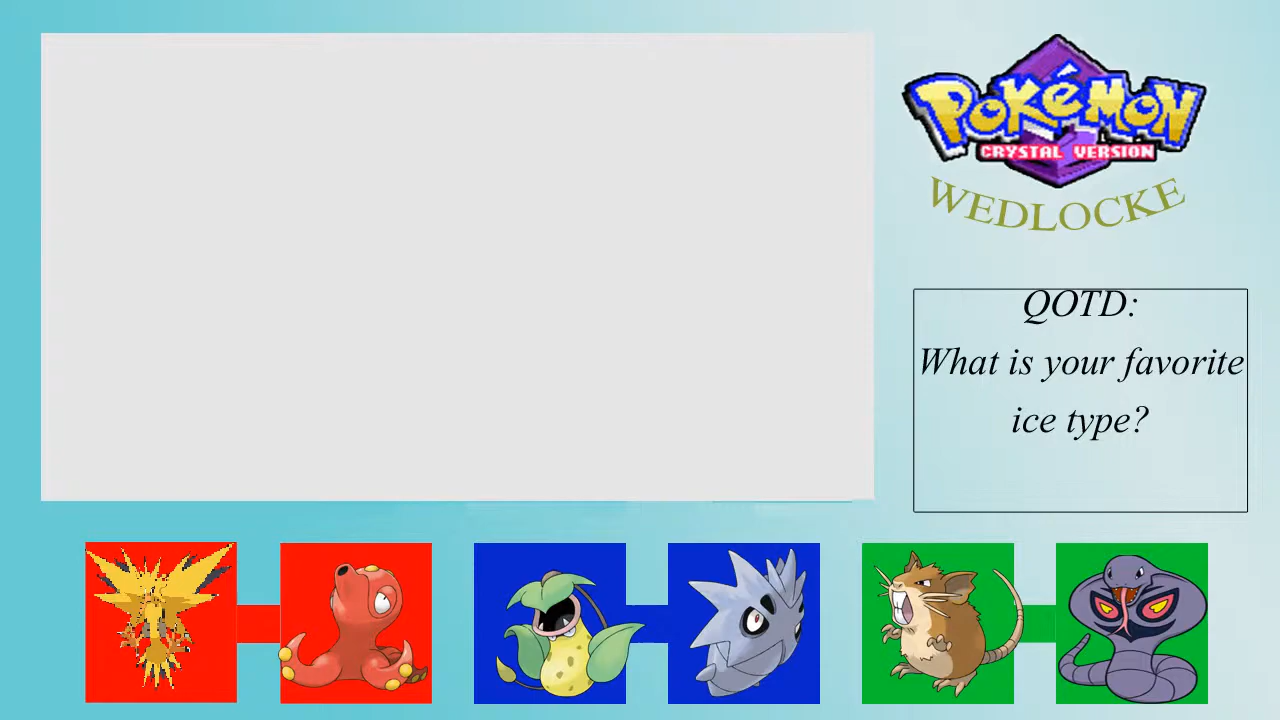 POKéMON
CRYSTAL VERSION
WEDLOCKE
QOTD:
What is your favorite
ice type?